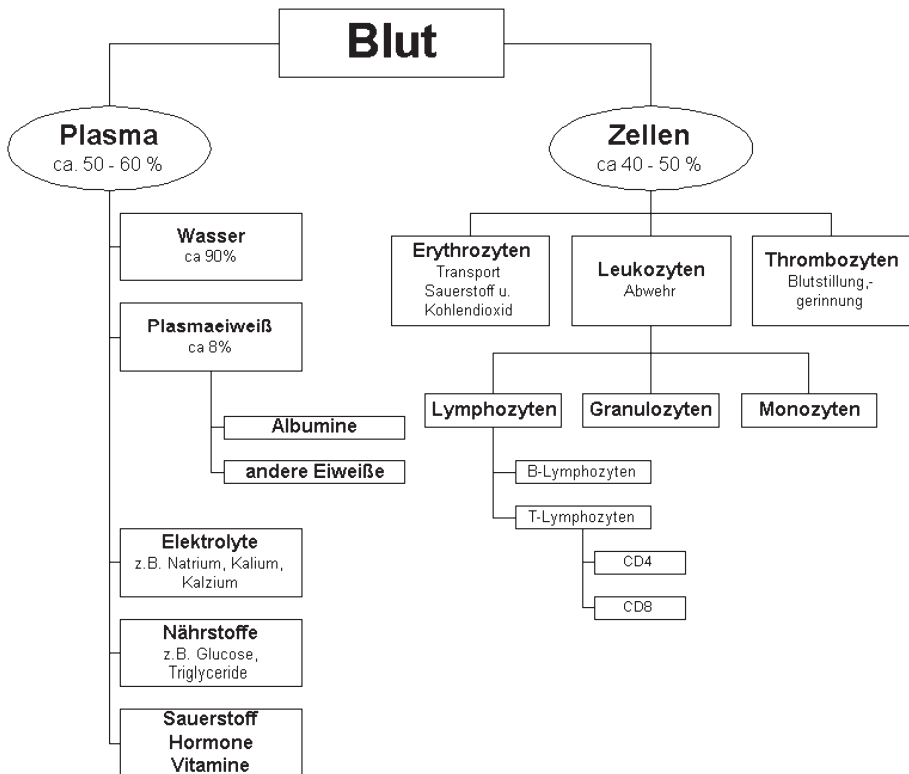 Blut
Plasma
ca. 50 - 60 %
Zellen
ca 40 - 50 %
Wasser
ca 90%
Plasmaeiweiß
ca 8%
Albumine
andere Eiweiße
Elektrolyte
z.B. Natrium, Kalium,
Kalzium
Nährstoffe
z.B. Glucose,
Triglyceride
Sauerstoff
Hormone
Vitamine
Erythrozyten
Transport
Sauerstoff u.
Kohlendioxid
Leukozyten
Abwehr
Thrombozyten
Blutstillung,-
gerinnung
Lymphozyten
Granulozyten
Monozyten
B-Lymphozyten
T-Lymphozyten
CD4
CD8